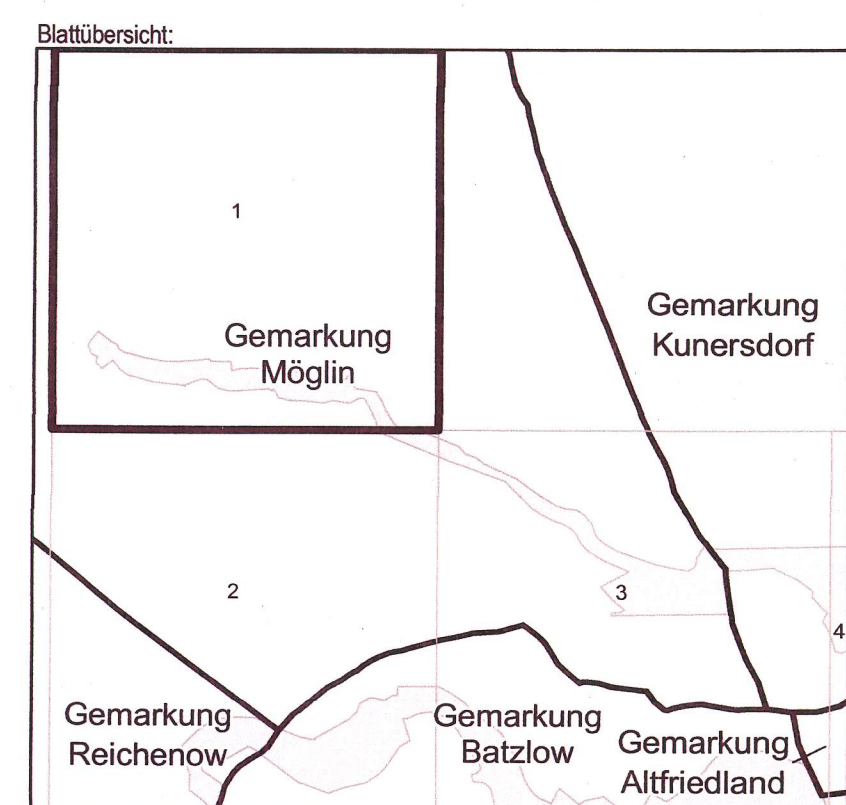 Blattübersicht:
1
Gemarkung
Kunersdorf
Gemarkung
Möglin
2
3
4
Gemarkung
Reichenow
Gemarkung
Batzlow
Gemarkung
Altfriedland